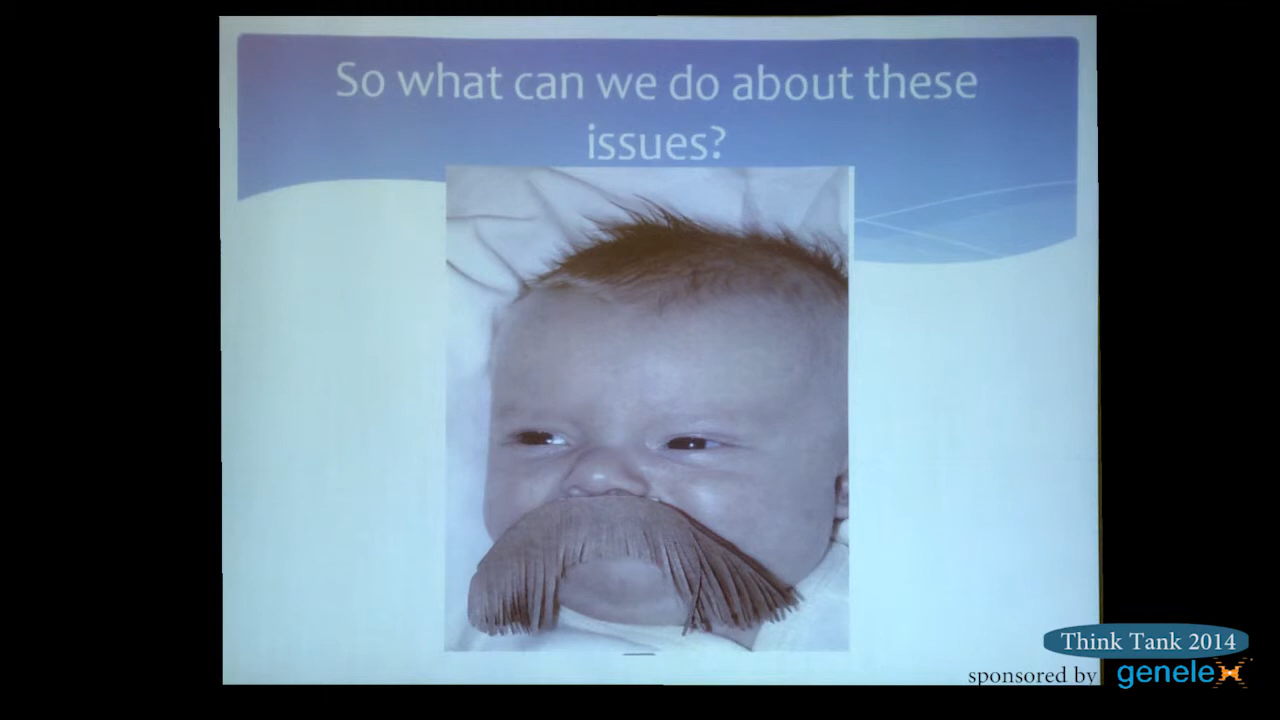 So what can we do about these
issues?
Think Tank 2014
sponsored by genelex